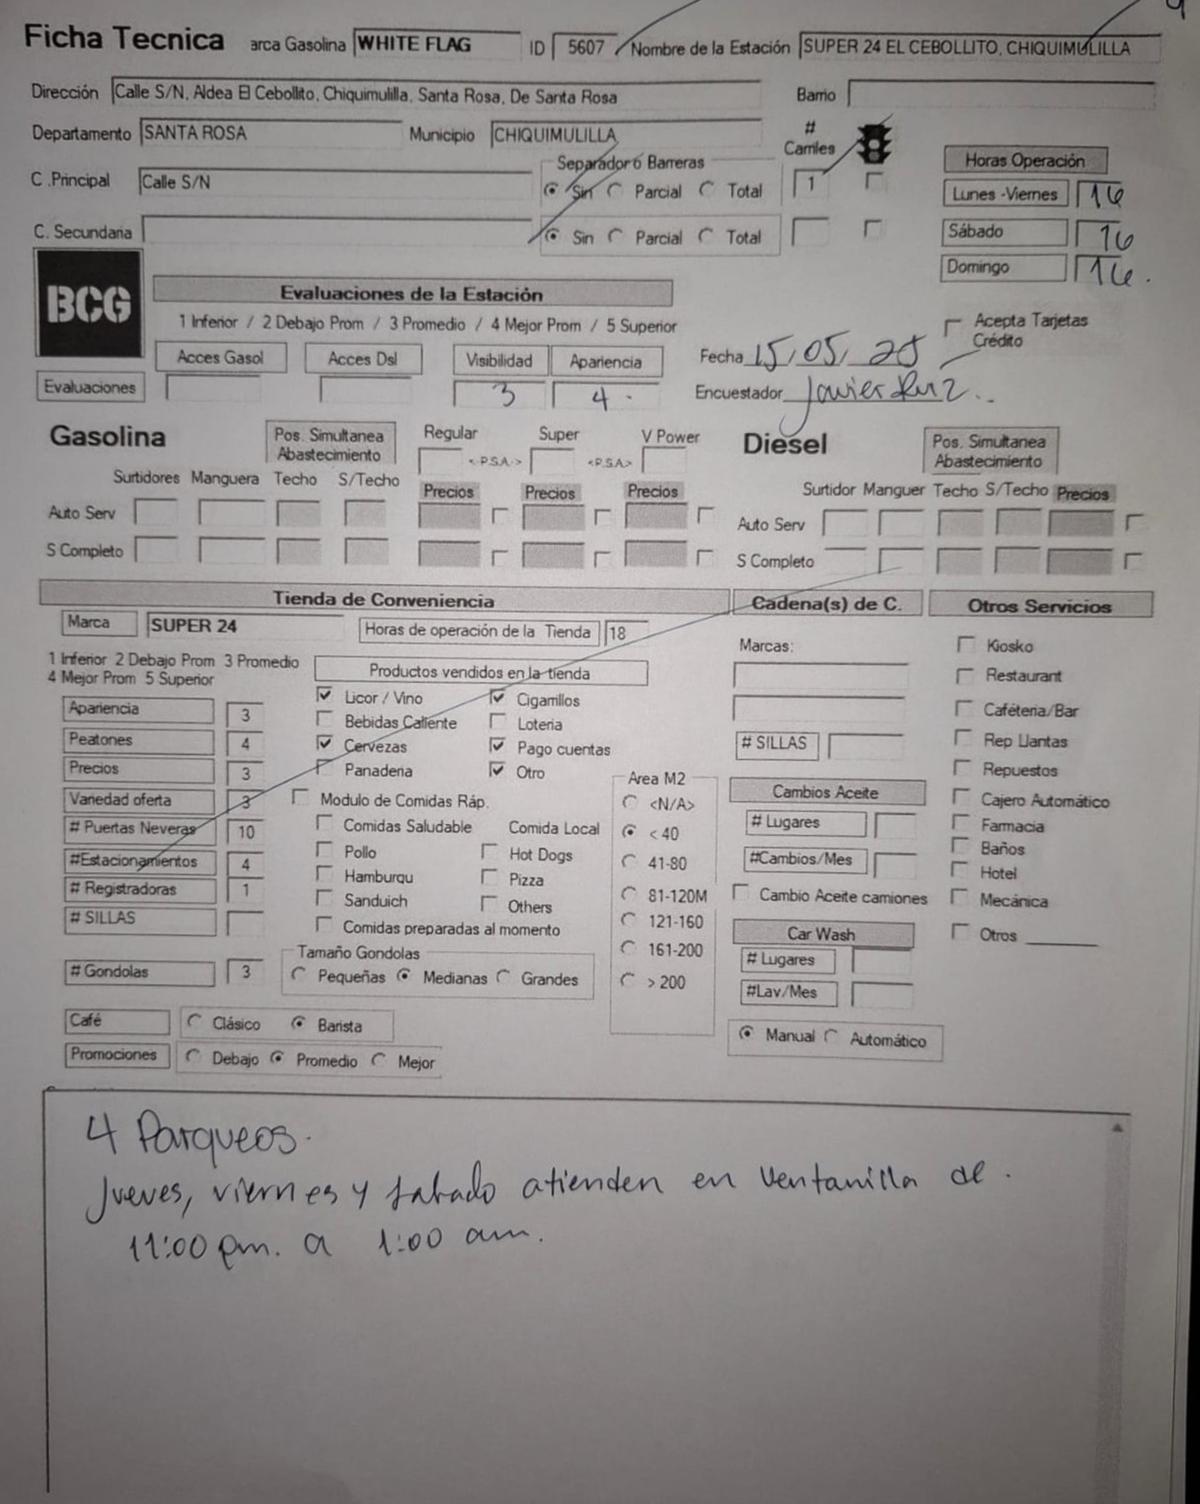 Ficha Tecnica arca Gasolina WHITE FLAG ID 5607 Nombre de la Estación SUPER 24 EL CEBOLLITO, CHIQUIMULILLA
Dirección Calle S/N, Aldea El Cebollito, Chiquimulilla, Santa Rosa, De Santa Rosa Barrio
Departamento SANTA ROSA Municipio CHIQUIMULILLA # Carriles
C .Principal Calle S/N Separador ó Barreras Sin Parcial Total 1
C. Secundaria Sin Parcial Total
Horas Operación
Lunes -Viernes 16
Sábado 16
Domingo 16.
BCG
Evaluaciones de la Estación
1 Inferior / 2 Debajo Prom / 3 Promedio / 4 Mejor Prom / 5 Superior
Acces Gasol Acces Dsl Visibilidad Apariencia
Evaluaciones 3 4
Acepta Tarjetas
Crédito
Fecha 15/05/25
Encuestador Javier Ruiz
Gasolina Pos. Simultanea Abastecimiento Regular <-P.S.A.-> Super <P.S.A> V Power
Surtidores Manguera Techo S/Techo Precios Precios Precios
Auto Serv
S Completo
Diesel Pos. Simultanea Abastecimiento
Surtidor Manguer Techo S/Techo Precios
Auto Serv
S Completo
Tienda de Conveniencia
Marca SUPER 24 Horas de operación de la Tienda 18
1 Inferior 2 Debajo Prom 3 Promedio
4 Mejor Prom 5 Superior
Apariencia 3
Peatones 4
Precios 3
Variedad oferta 3
# Puertas Neveras 10
#Estacionamientos 4
# Registradoras 1
# SILLAS
# Gondolas 3
Productos vendidos en la tienda
Licor / Vino Cigarrillos
Bebidas Caliente Loteria
Cervezas Pago cuentas
Panaderia Otro
Modulo de Comidas Ráp.
Comidas Saludable Comida Local
Pollo Hot Dogs
Hamburqu Pizza
Sanduich Others
Comidas preparadas al momento
Tamaño Gondolas
Pequeñas Medianas Grandes
Area M2
<N/A>
< 40
41-80
81-120M
121-160
161-200
> 200
Café Clásico Barista
Promociones Debajo Promedio Mejor
Cadena(s) de C.
Marcas:
# SILLAS
Cambios Aceite
# Lugares
#Cambios/Mes
Cambio Aceite camiones
Car Wash
# Lugares
#Lav/Mes
Manual Automático
Otros Servicios
Kiosko
Restaurant
Caféteria/Bar
Rep Llantas
Repuestos
Cajero Automático
Farmacia
Baños
Hotel
Mecánica
Otros
4 Parqueos.
Jueves, viernes y sabado atienden en ventanilla de
11:00 pm. a 1:00 am.